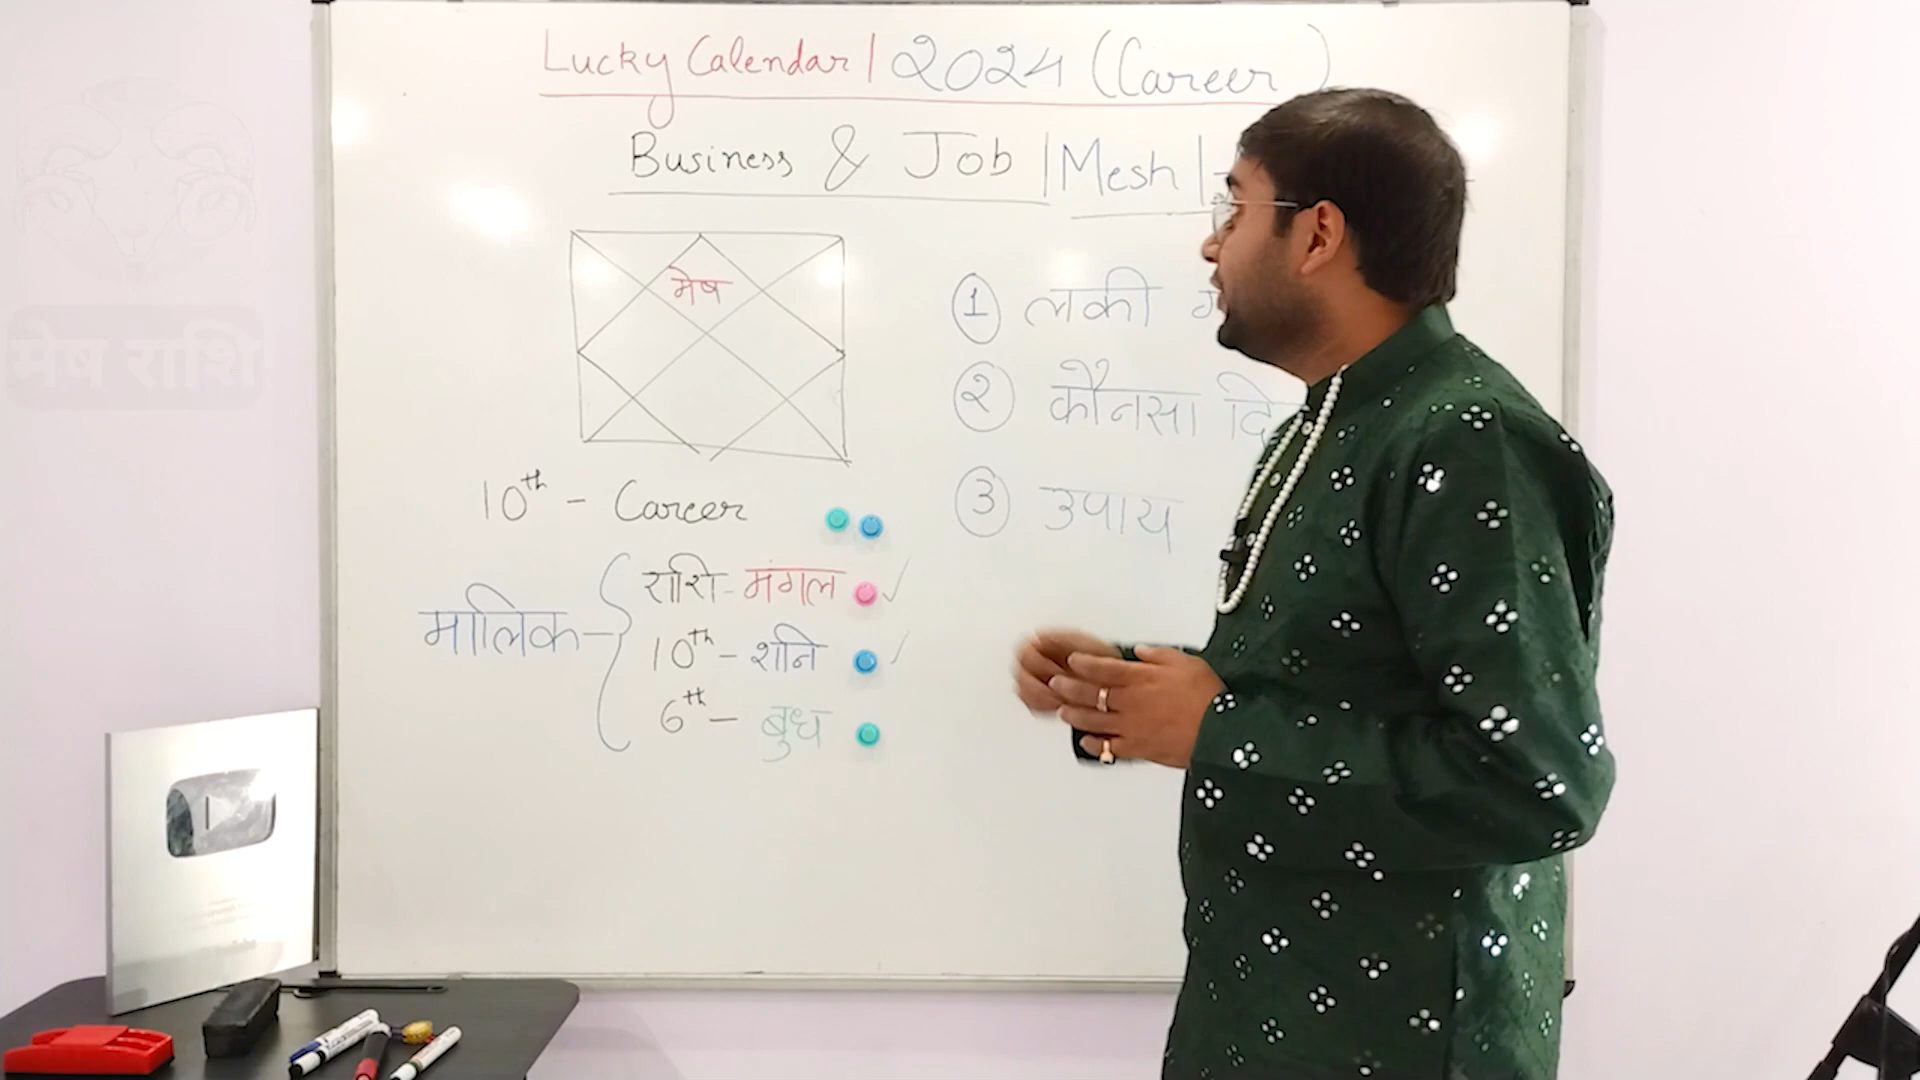 Lucky Calendar | 2024 (Career)
Business & Job | Mesh |
मेष
① लकी
② कौनसा
③ उपाय
10th - Career
मालिक -
राशि - मंगल
10th - शनि
6th - बुध
मेष राशि